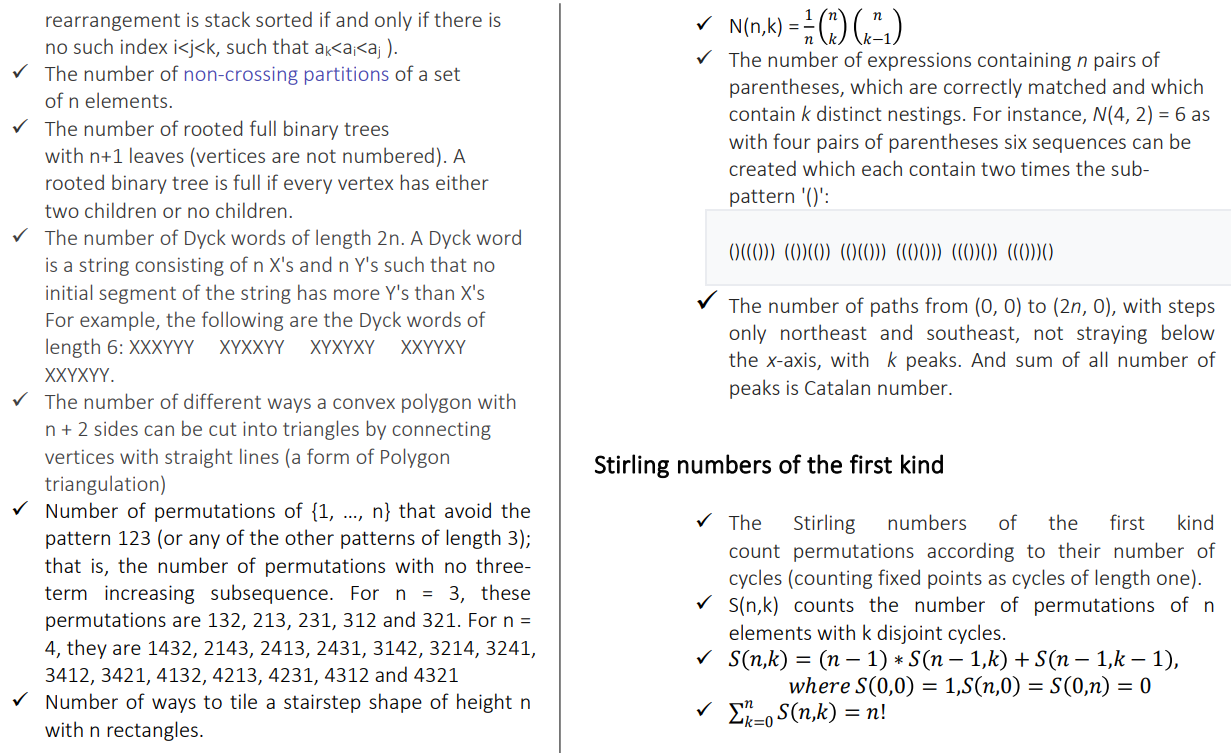 rearrangement is stack sorted if and only if there is
no such index i<j<k, such that aₖ<aᵢ<aⱼ ).
✓ The number of non-crossing partitions of a set
of n elements.
✓ The number of rooted full binary trees
with n+1 leaves (vertices are not numbered). A
rooted binary tree is full if every vertex has either
two children or no children.
✓ The number of Dyck words of length 2n. A Dyck word
is a string consisting of n X's and n Y's such that no
initial segment of the string has more Y's than X's
For example, the following are the Dyck words of
length 6: XXXYYY XYXXYY XYXYXY XXYYXY
XXYXYY.
✓ The number of different ways a convex polygon with
n + 2 sides can be cut into triangles by connecting
vertices with straight lines (a form of Polygon
triangulation)
✓ Number of permutations of {1, ..., n} that avoid the
pattern 123 (or any of the other patterns of length 3);
that is, the number of permutations with no three-
term increasing subsequence. For n = 3, these
permutations are 132, 213, 231, 312 and 321. For n =
4, they are 1432, 2143, 2413, 2431, 3142, 3214, 3241,
3412, 3421, 4132, 4213, 4231, 4312 and 4321
✓ Number of ways to tile a stairstep shape of height n
with n rectangles.
✓ N(n,k) = 1/n (n k) (n k−1)
✓ The number of expressions containing n pairs of
parentheses, which are correctly matched and which
contain k distinct nestings. For instance, N(4, 2) = 6 as
with four pairs of parentheses six sequences can be
created which each contain two times the sub-
pattern '()':
()((())) (())(()) (()(())) ((()())) ((())()) ((()))()
✓ The number of paths from (0, 0) to (2n, 0), with steps
only northeast and southeast, not straying below
the x-axis, with k peaks. And sum of all number of
peaks is Catalan number.
Stirling numbers of the first kind
✓ The Stirling numbers of the first kind
count permutations according to their number of
cycles (counting fixed points as cycles of length one).
✓ S(n,k) counts the number of permutations of n
elements with k disjoint cycles.
✓ S(n,k) = (n − 1) ∗ S(n − 1,k) + S(n − 1,k − 1),
where S(0,0) = 1,S(n,0) = S(0,n) = 0
✓ ∑ⁿₖ₌₀ S(n,k) = n!